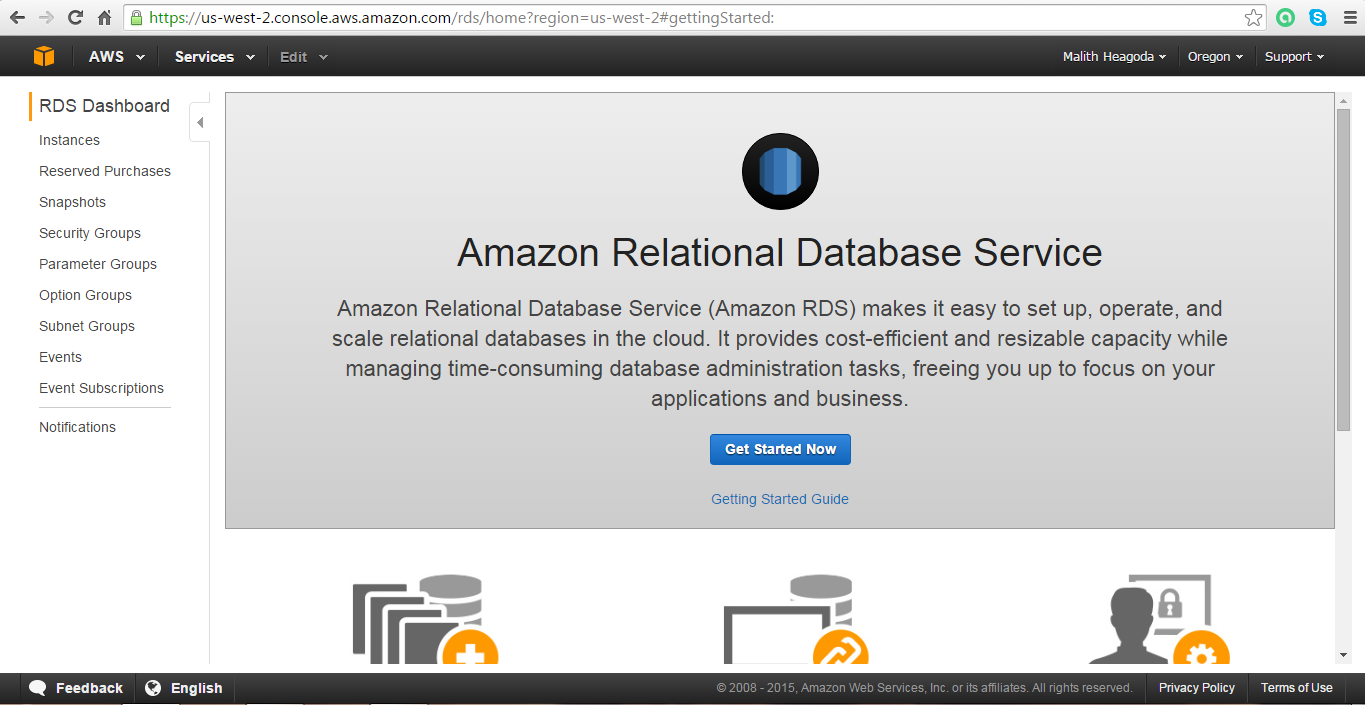 https://us-west-2.console.aws.amazon.com/rds/home?region=us-west-2#gettingStarted:
AWS Services Edit Malith Heagoda Oregon Support
RDS Dashboard
Instances
Reserved Purchases
Snapshots
Security Groups
Parameter Groups
Option Groups
Subnet Groups
Events
Event Subscriptions
Notifications
Amazon Relational Database Service
Amazon Relational Database Service (Amazon RDS) makes it easy to set up, operate, and
scale relational databases in the cloud. It provides cost-efficient and resizable capacity while
managing time-consuming database administration tasks, freeing you up to focus on your
applications and business.
Get Started Now
Getting Started Guide
Feedback English © 2008 - 2015, Amazon Web Services, Inc. or its affiliates. All rights reserved. Privacy Policy Terms of Use